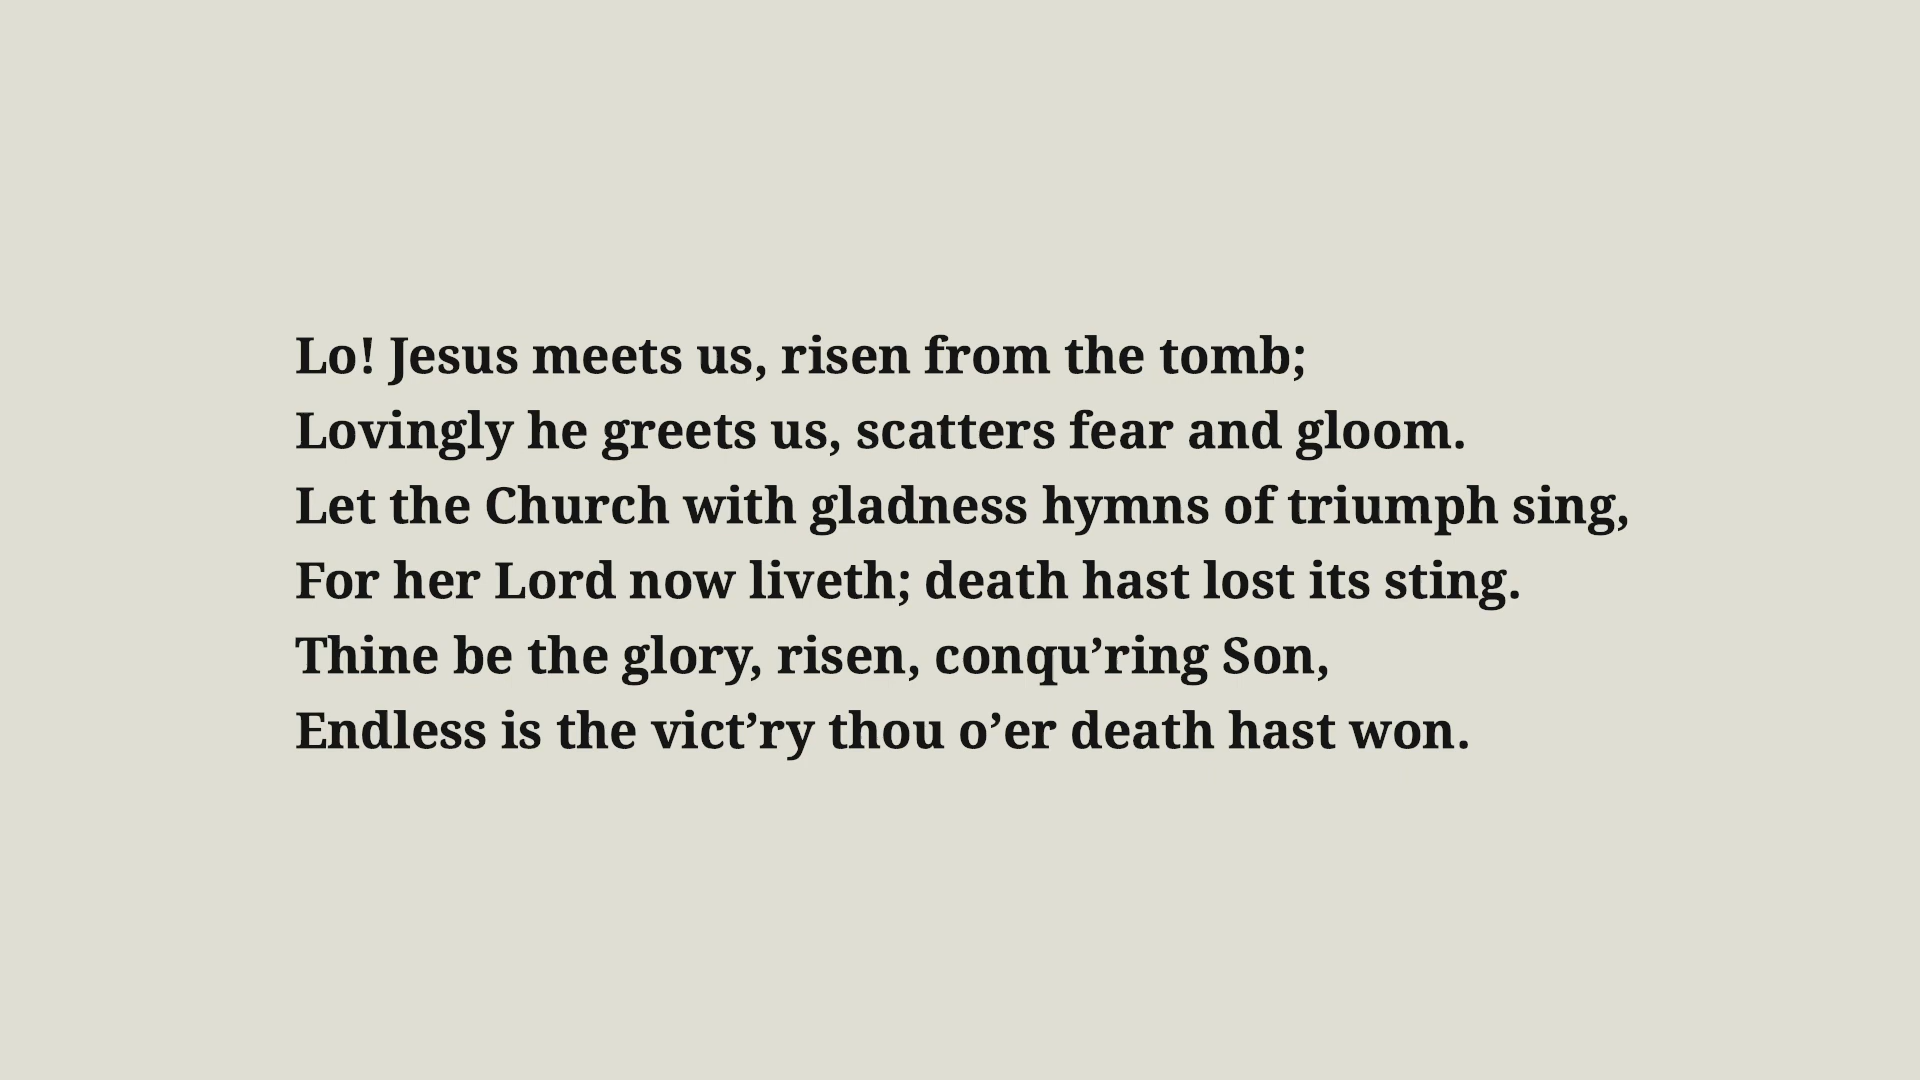 Lo! Jesus meets us, risen from the tomb;
Lovingly he greets us, scatters fear and gloom.
Let the Church with gladness hymns of triumph sing,
For her Lord now liveth; death hast lost its sting.
Thine be the glory, risen, conqu’ring Son,
Endless is the vict’ry thou o’er death hast won.